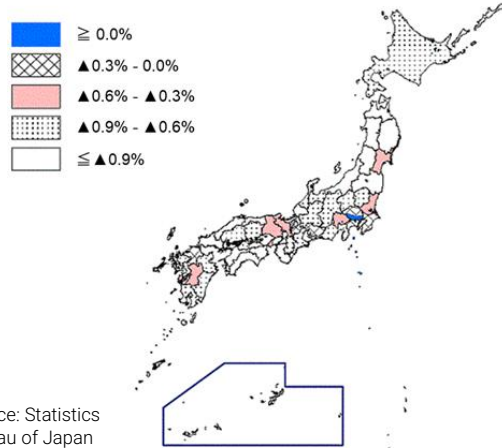 ≧ 0.0%
▲0.3% - 0.0%
▲0.6% - ▲0.3%
▲0.9% - ▲0.6%
≦ ▲0.9%
ce: Statistics
au of Japan